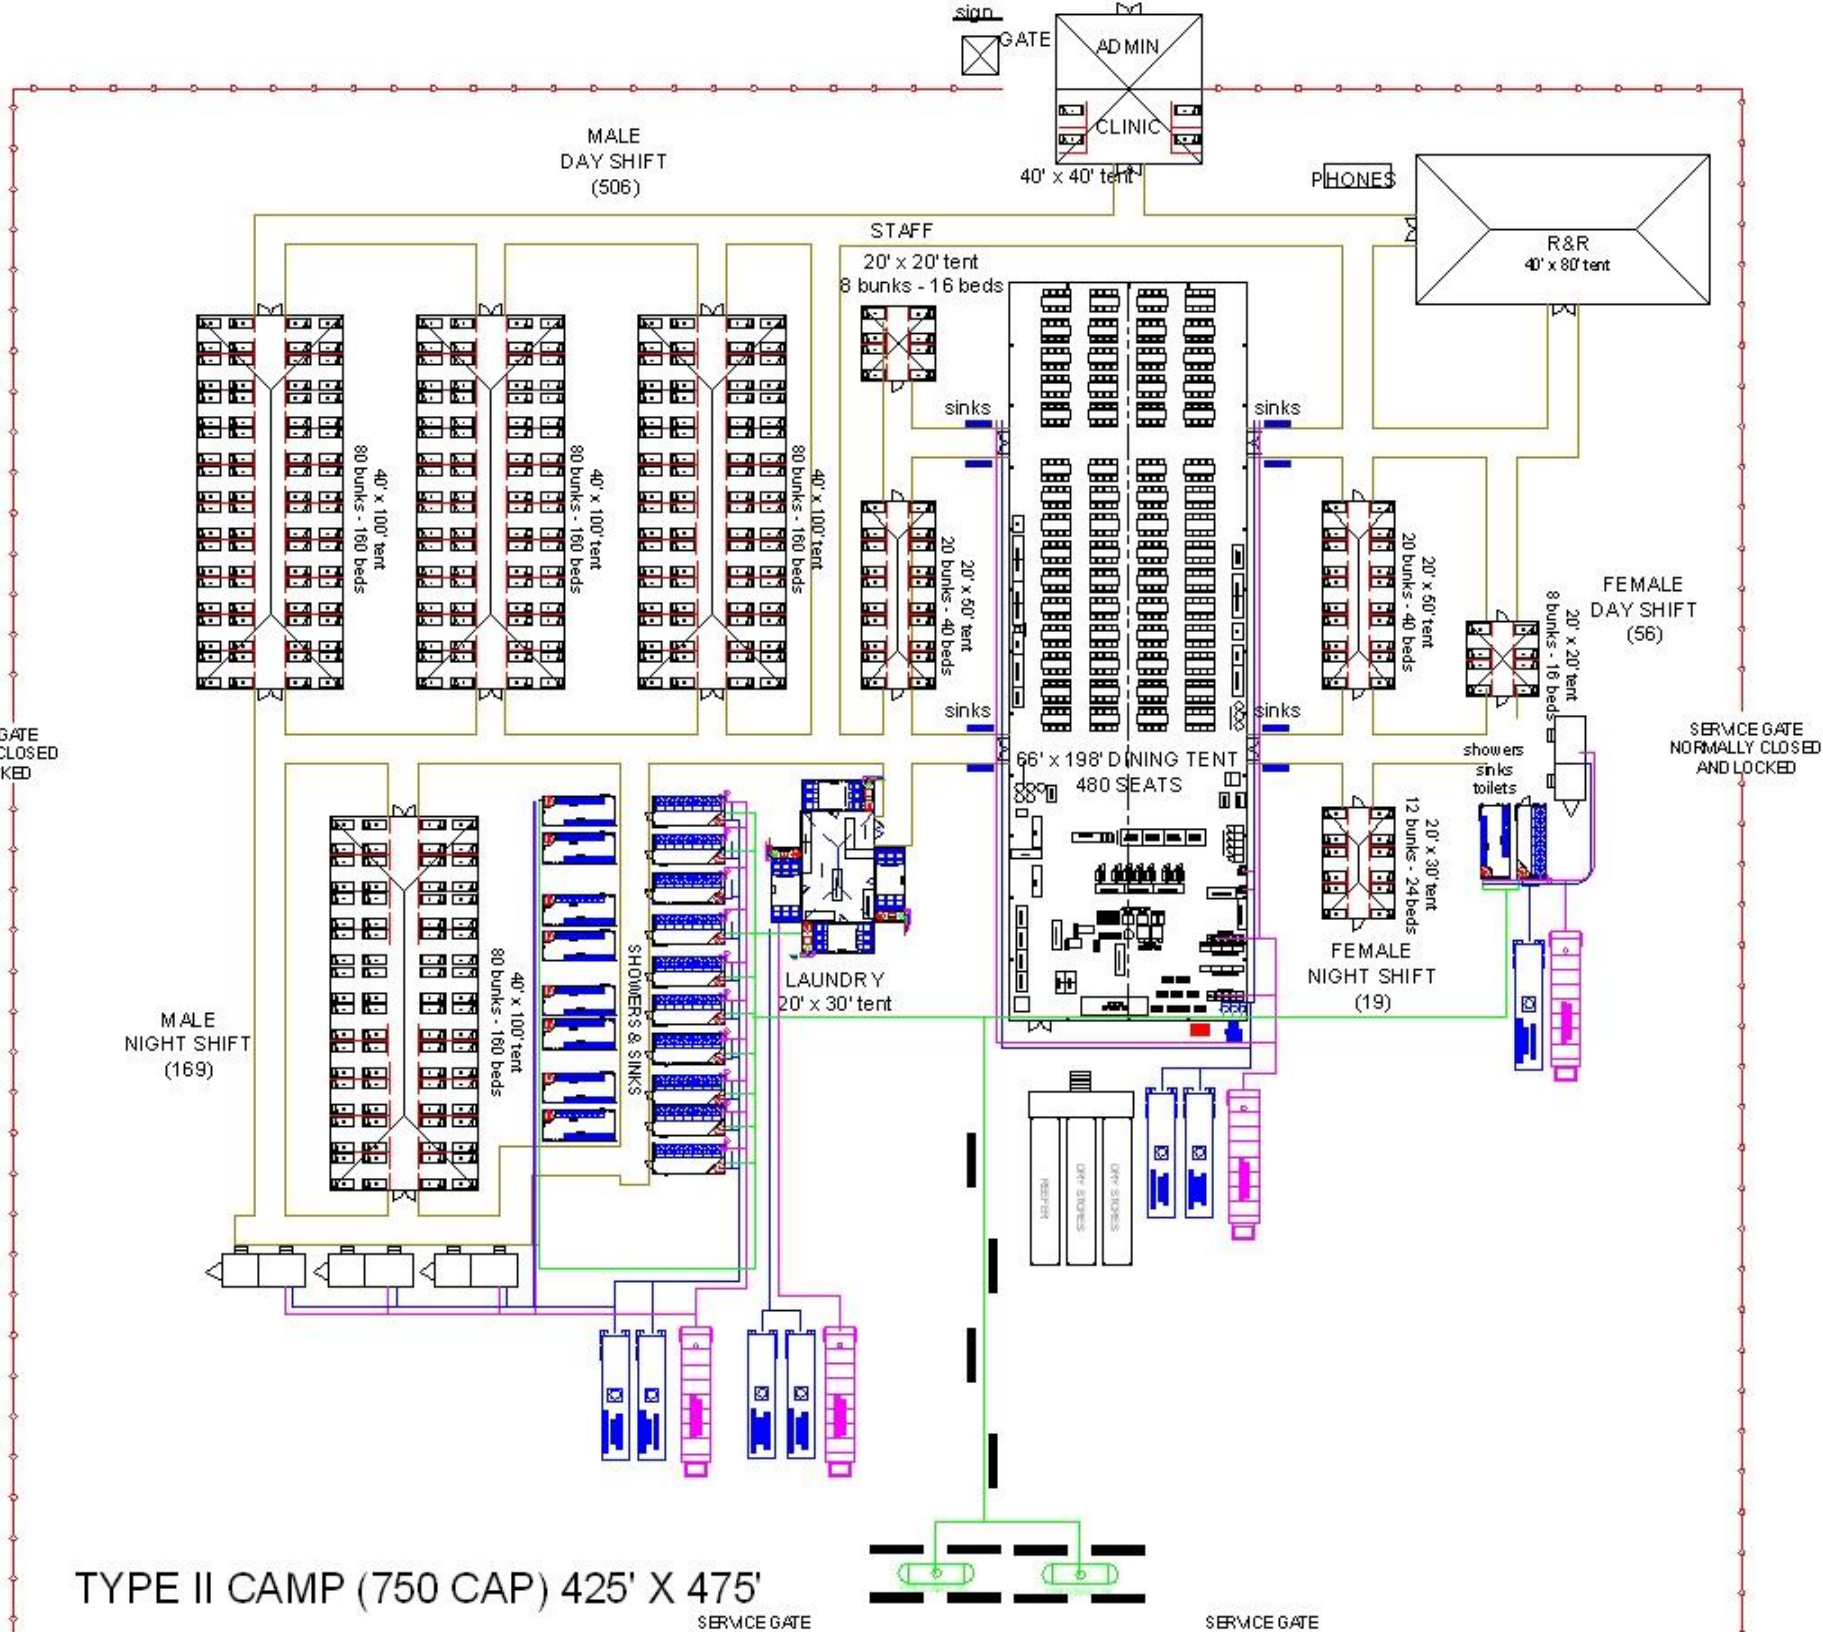 sign
GATE
ADMIN
CLINIC
40' x 40' tent
MALE
DAY SHIFT
(506)
PHONES
R&R
40' x 80' tent
STAFF
20' x 20' tent
8 bunks - 16 beds
sinks
sinks
40' x 100' tent
80 bunks - 160 beds
40' x 100' tent
80 bunks - 160 beds
40' x 100' tent
80 bunks - 160 beds
20' x 50' tent
20 bunks - 40 beds
20' x 50' tent
20 bunks - 40 beds
20' x 20' tent
8 bunks - 16 beds
FEMALE
DAY SHIFT
(56)
sinks
sinks
GATE
CLOSED
KED
66' x 198' DINING TENT
480 SEATS
showers
sinks
toilets
SERVICE GATE
NORMALLY CLOSED
AND LOCKED
20' x 30' tent
12 bunks - 24 beds
FEMALE
NIGHT SHIFT
(19)
SHOWERS & SINKS
LAUNDRY
20' x 30' tent
40' x 100' tent
80 bunks - 160 beds
MALE
NIGHT SHIFT
(169)
REEFER
DRY STORES
DRY STORES
TYPE II CAMP (750 CAP) 425' X 475'
SERVICE GATE
SERVICE GATE